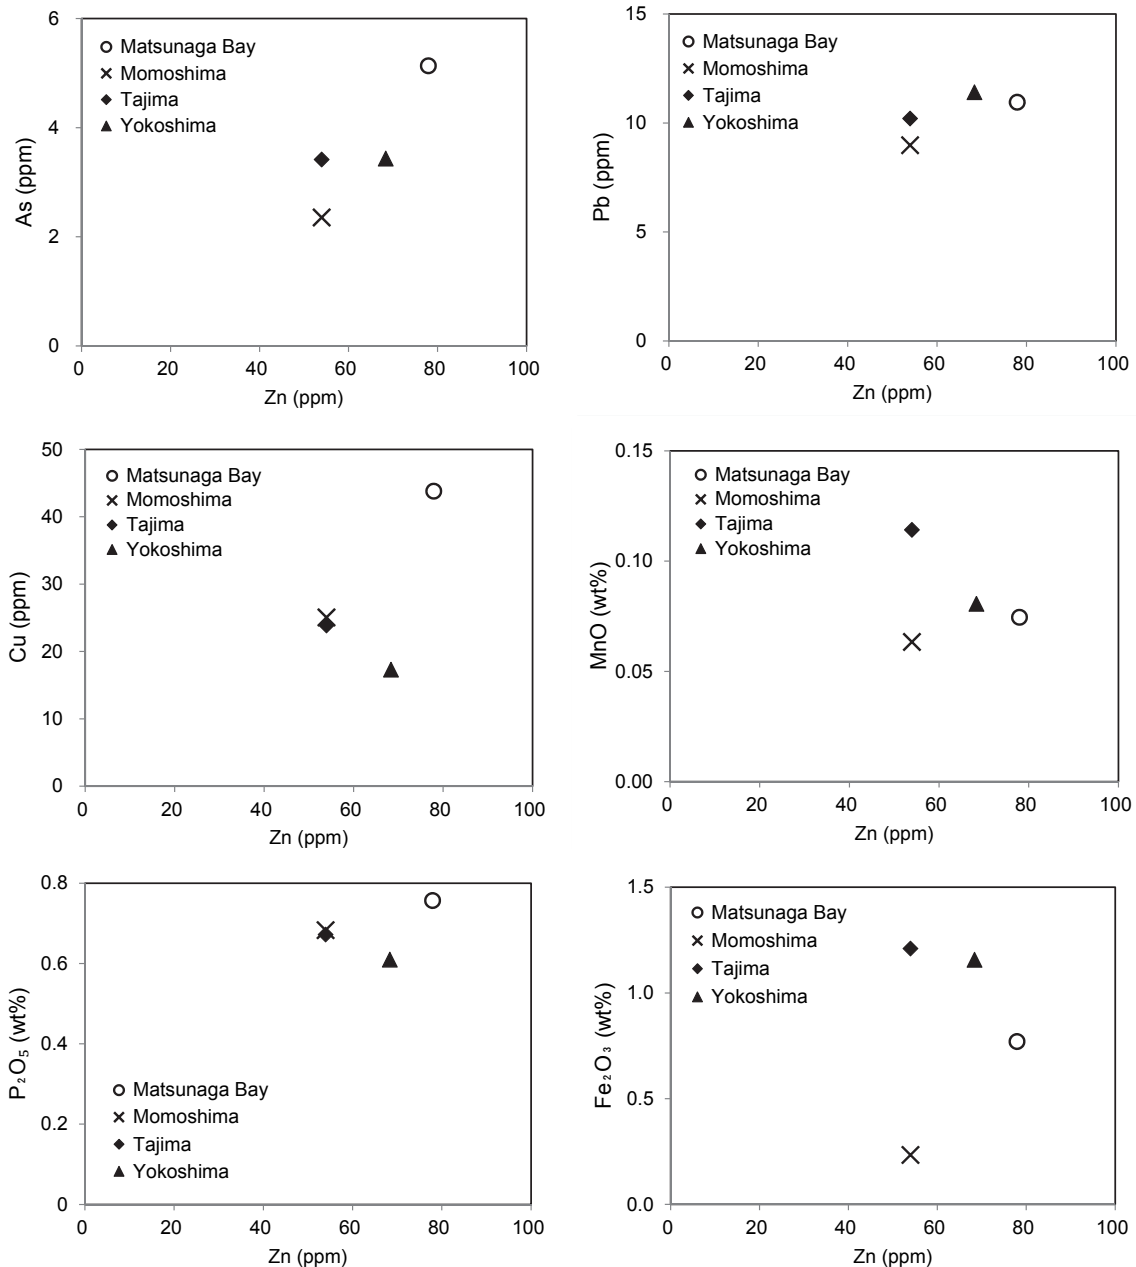 6
4
2
0
As (ppm)
Matsunaga Bay
Momoshima
Tajima
Yokoshima
0 20 40 60 80 100
Zn (ppm)
15
10
5
0
Pb (ppm)
Matsunaga Bay
Momoshima
Tajima
Yokoshima
0 20 40 60 80 100
Zn (ppm)
50
40
30
20
10
0
Cu (ppm)
Matsunaga Bay
Momoshima
Tajima
Yokoshima
0 20 40 60 80 100
Zn (ppm)
0.15
0.10
0.05
0.00
MnO (wt%)
Matsunaga Bay
Momoshima
Tajima
Yokoshima
0 20 40 60 80 100
Zn (ppm)
0.8
0.6
0.4
0.2
0
P₂O₅ (wt%)
Matsunaga Bay
Momoshima
Tajima
Yokoshima
0 20 40 60 80 100
Zn (ppm)
1.5
1.0
0.5
0.0
Fe₂O₃ (wt%)
Matsunaga Bay
Momoshima
Tajima
Yokoshima
0 20 40 60 80 100
Zn (ppm)